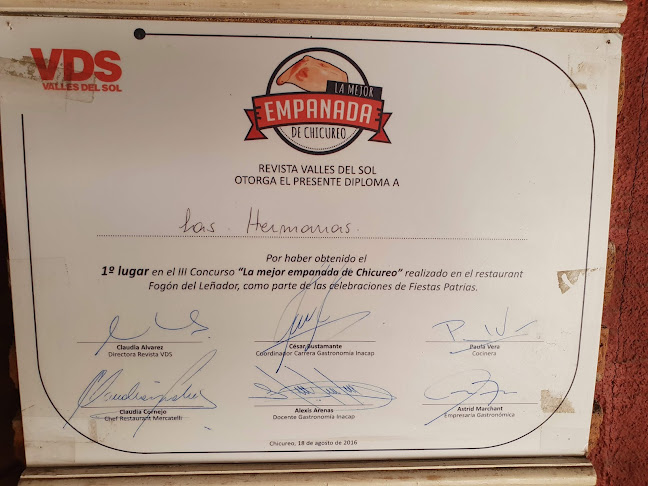 VDS
VALLES DEL SOL
LA MEJOR
EMPANADA
DE CHICUREO
REVISTA VALLES DEL SOL
OTORGA EL PRESENTE DIPLOMA A
Las Hermanas.
Por haber obtenido el
1º lugar en el III Concurso “La mejor empanada de Chicureo” realizado en el restaurant
Fogón del Leñador, como parte de las celebraciones de Fiestas Patrias.
Claudia Alvarez
Directora Revista VDS
César Bustamante
Coordinador Carrera Gastronomía Inacap
Paula Vera
Cocinera
Claudia Cornejo
Chef Restaurant Mercatelli
Alexis Arenas
Docente Gastronomía Inacap
Astrid Marchant
Empresaria Gastronómica
Chicureo, 18 de agosto de 2016